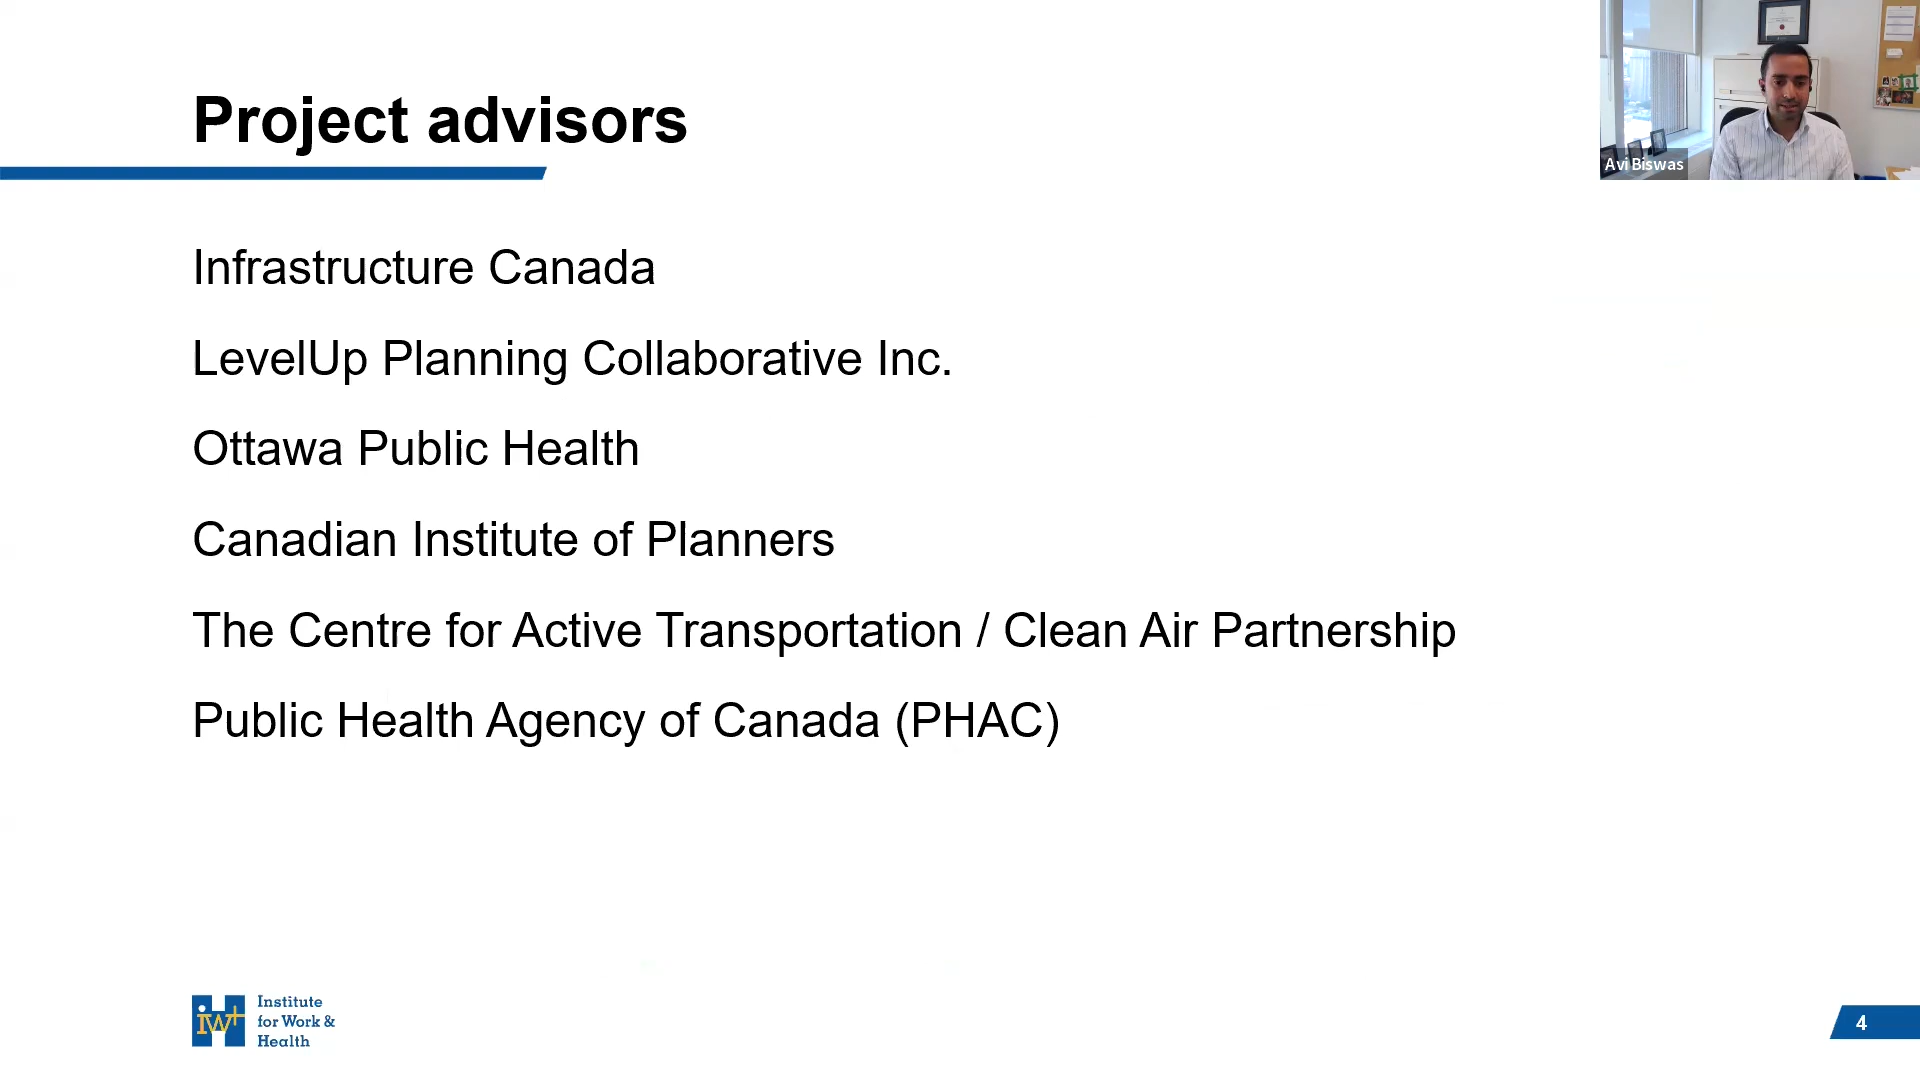 Project advisors
Avi Biswas
Infrastructure Canada
LevelUp Planning Collaborative Inc.
Ottawa Public Health
Canadian Institute of Planners
The Centre for Active Transportation / Clean Air Partnership
Public Health Agency of Canada (PHAC)
iwh
Institute
for Work &
Health
4